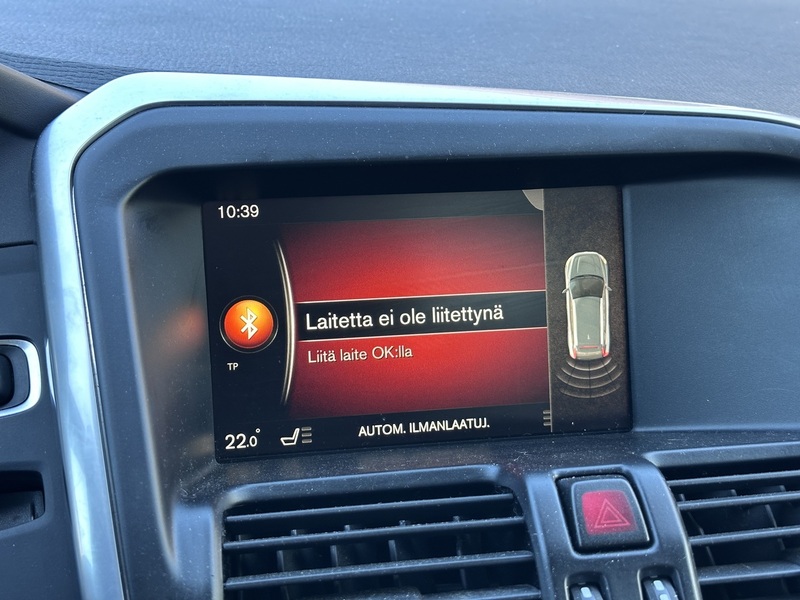 10:39
Laitetta ei ole liitettynä
Liitä laite OK:lla
TP
22.0°
AUTOM. ILMANLAATUJ.